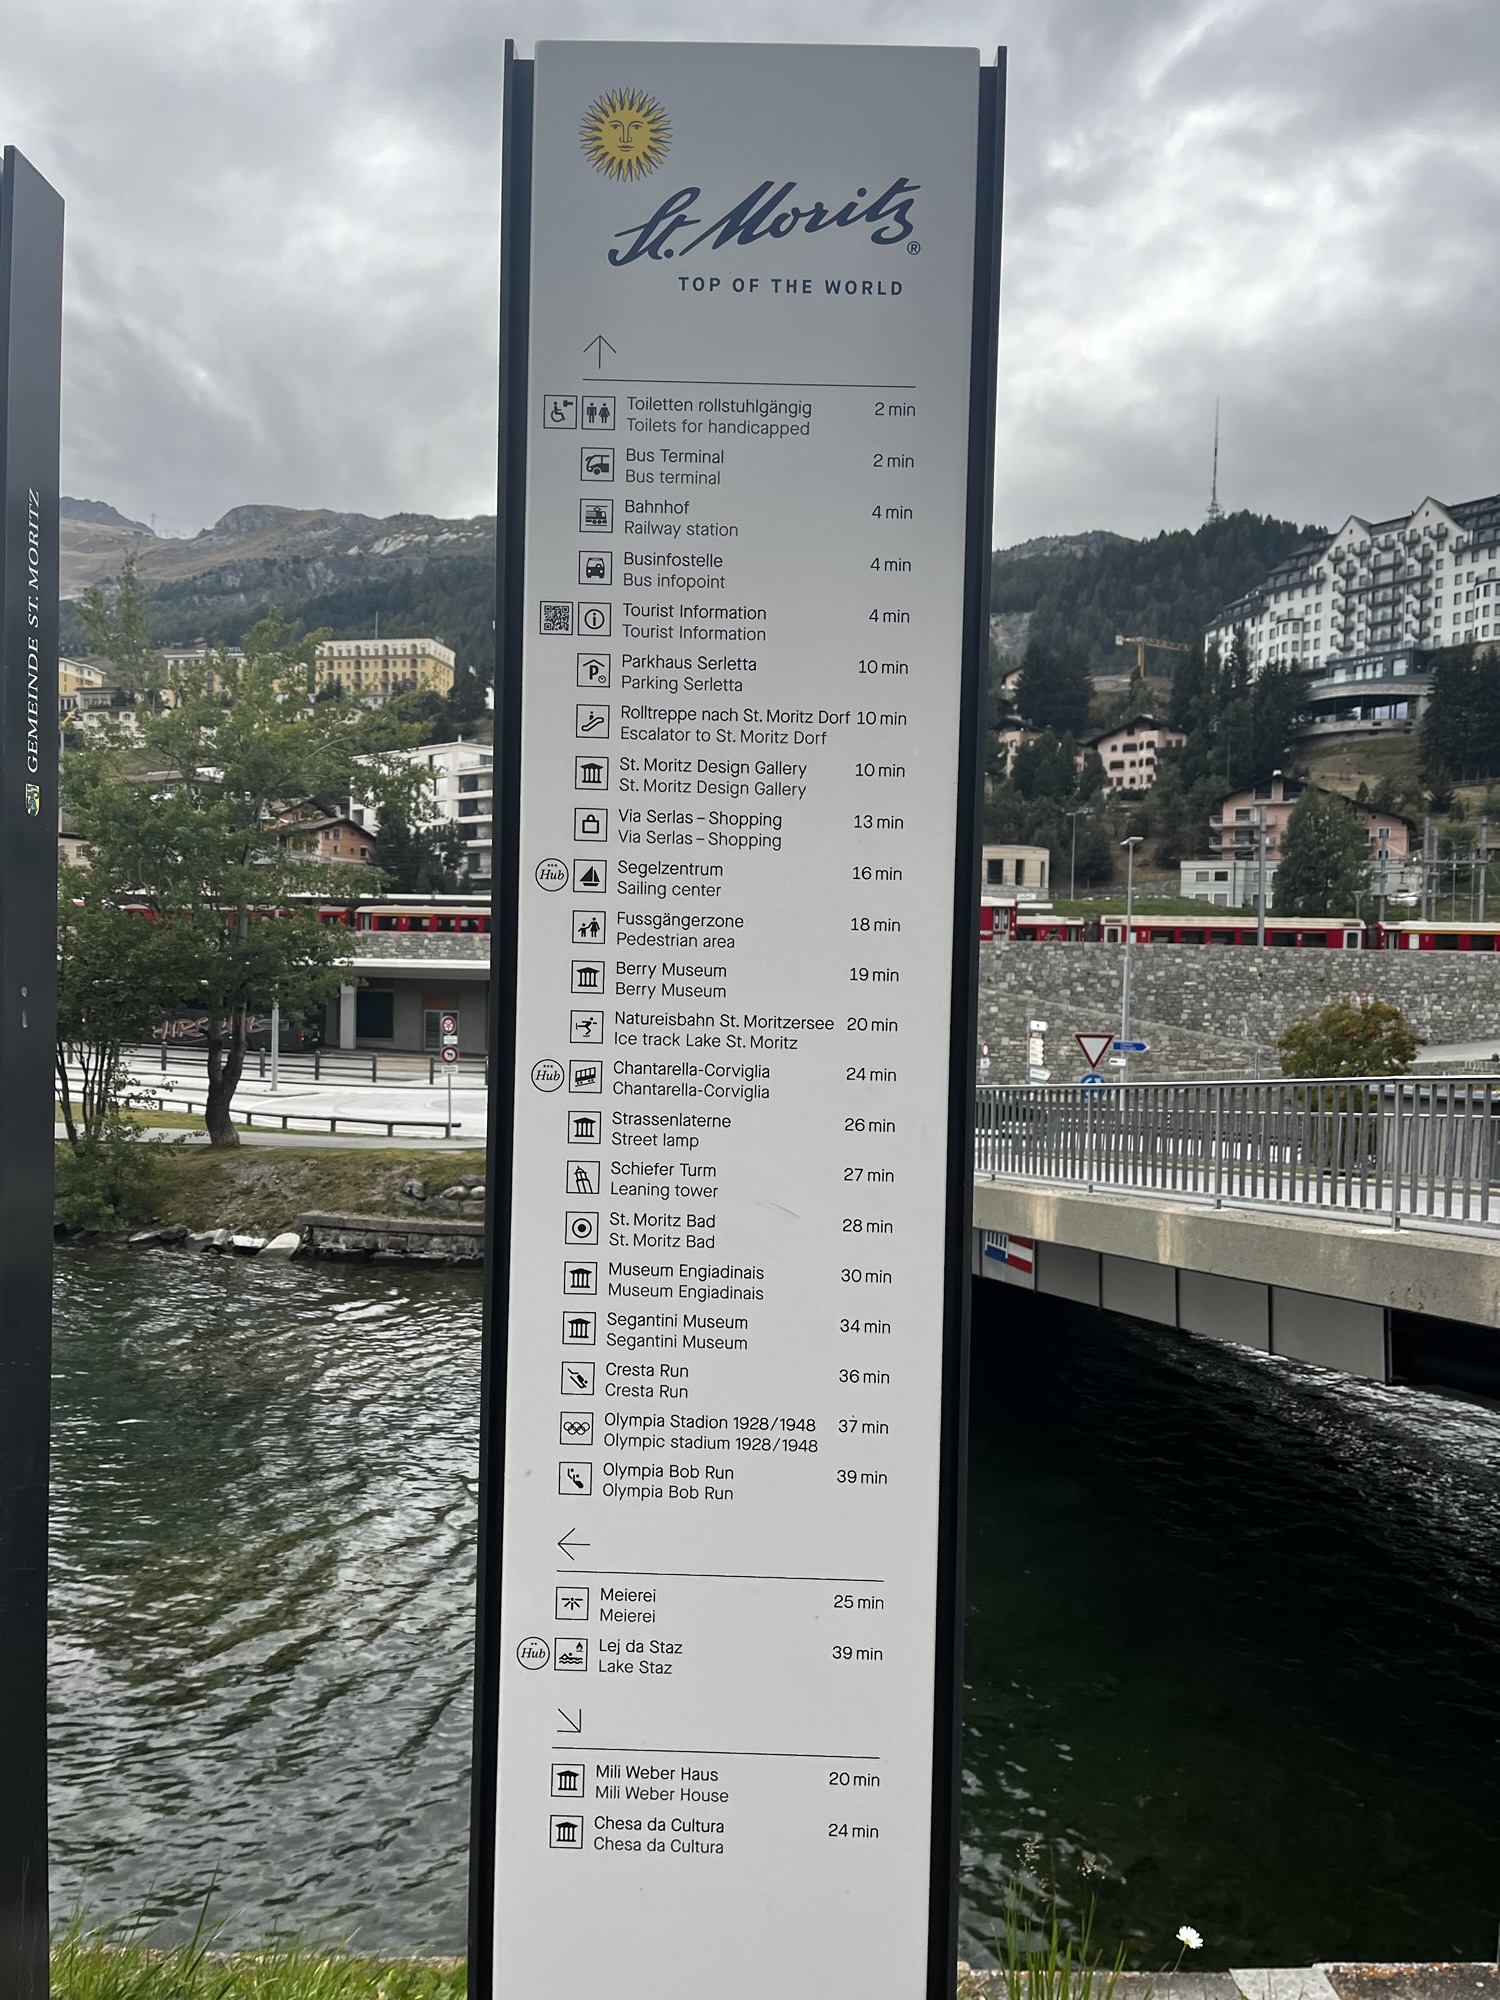 St. Moritz®
TOP OF THE WORLD
Toiletten rollstuhlgängig 2 min
Toilets for handicapped
Bus Terminal 2 min
Bus terminal
Bahnhof 4 min
Railway station
Businfostelle 4 min
Bus infopoint
Tourist Information 4 min
Tourist Information
P
Parkhaus Serletta 10 min
Parking Serletta
Rolltreppe nach St. Moritz Dorf 10 min
Escalator to St. Moritz Dorf
St. Moritz Design Gallery 10 min
St. Moritz Design Gallery
Via Serlas – Shopping 13 min
Via Serlas – Shopping
Hub
Segelzentrum 16 min
Sailing center
Fussgängerzone 18 min
Pedestrian area
Berry Museum 19 min
Berry Museum
Natureisbahn St. Moritzersee 20 min
Ice track Lake St. Moritz
Hub
Chantarella-Corviglia 24 min
Chantarella-Corviglia
Strassenlaterne 26 min
Street lamp
Schiefer Turm 27 min
Leaning tower
St. Moritz Bad 28 min
St. Moritz Bad
Museum Engiadinais 30 min
Museum Engiadinais
Segantini Museum 34 min
Segantini Museum
Cresta Run 36 min
Cresta Run
Olympia Stadion 1928/1948 37 min
Olympic stadium 1928/1948
Olympia Bob Run 39 min
Olympia Bob Run
Meierei 25 min
Meierei
Hub
Lej da Staz 39 min
Lake Staz
Mili Weber Haus 20 min
Mili Weber House
Chesa da Cultura 24 min
Chesa da Cultura
GEMEINDE ST. MORITZ